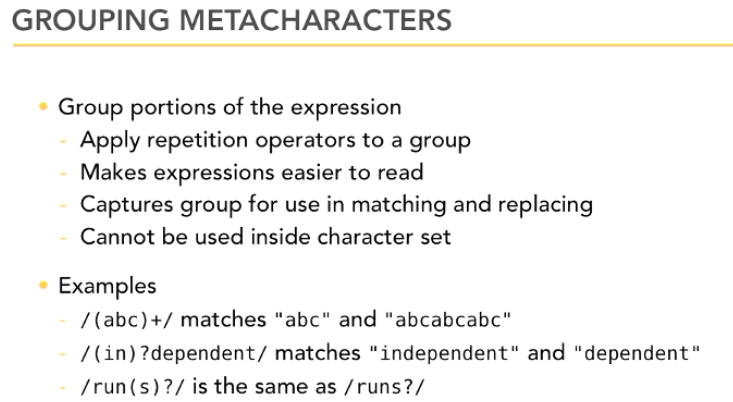 GROUPING METACHARACTERS
• Group portions of the expression
- Apply repetition operators to a group
- Makes expressions easier to read
- Captures group for use in matching and replacing
- Cannot be used inside character set
• Examples
- /(abc)+/ matches "abc" and "abcabcabc"
- /(in)?dependent/ matches "independent" and "dependent"
- /run(s)?/ is the same as /runs?/